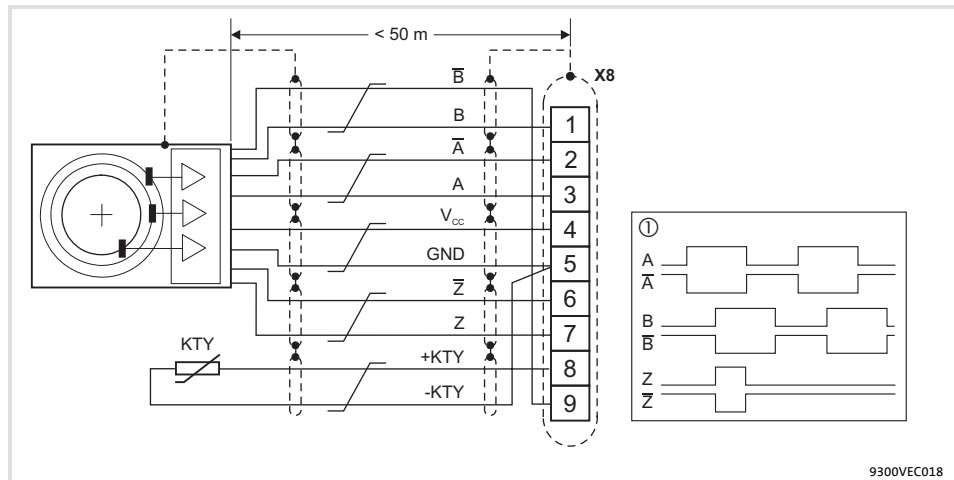 < 50 m
X8
B̅
B
A̅
A
Vcc
GND
Z̅
Z
+KTY
-KTY
KTY
1
2
3
4
5
6
7
8
9
①
A
A̅
B
B̅
Z
Z̅
9300VEC018